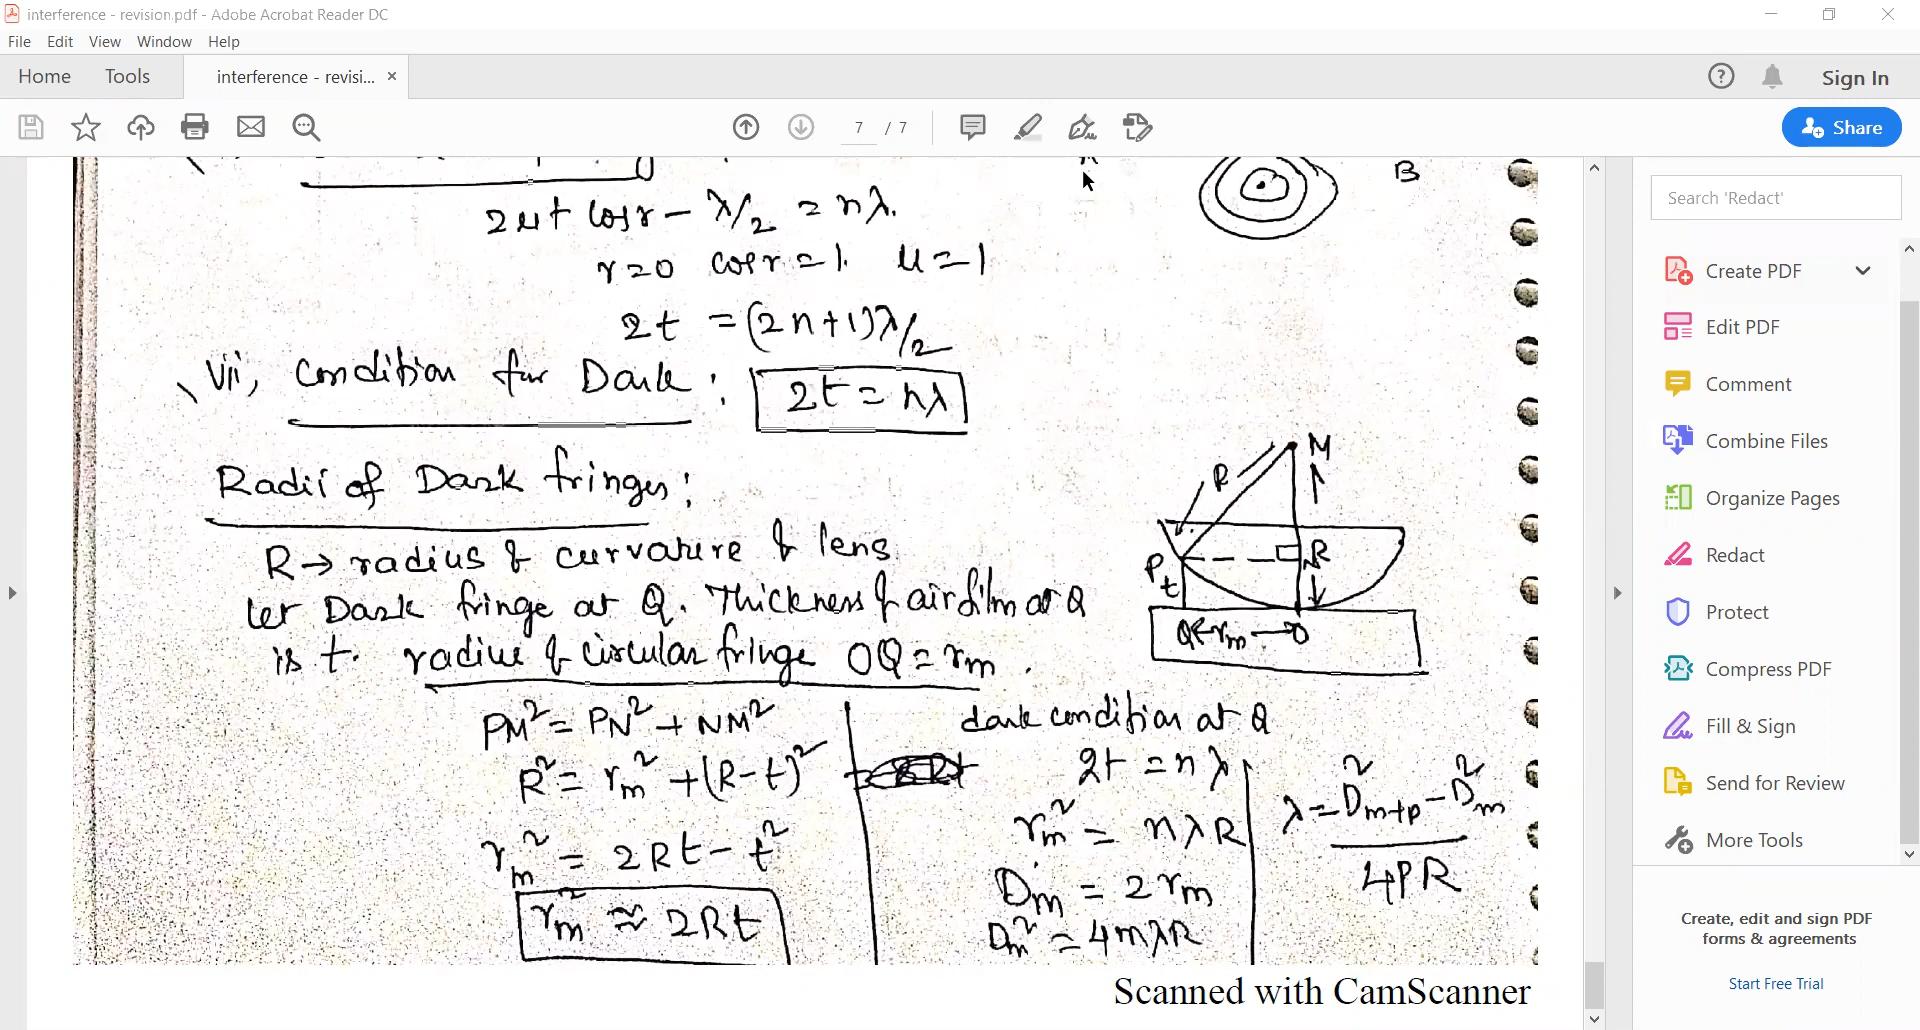 interference - revision.pdf - Adobe Acrobat Reader DC
File Edit View Window Help
Home Tools interference - revisi... × Sign In
7 / 7 Share
B
2μt cosr - λ/2 = nλ.
r=0 cosr=1. μ=1
2t = (2n+1)λ/2
vii, Condition for Dark : 2t = nλ
Radii of Dark fringes:
R → radius of curvature of lens
let Dark fringe at Q. Thickness of airfilm at Q
is t. radius of circular fringe OQ = rm.
M
R
R
P
t
Q←rm→O
PM² = PN² + NM²
R² = rm² + (R-t)²
rm² = 2Rt - t²
rm² ≈ 2Rt
dark condition at Q
2t = nλ
rm² = nλR
Dm = 2rm
Dm² = 4mλR
λ = D²m+p - D²m
4PR
Scanned with CamScanner
Search 'Redact'
Create PDF
Edit PDF
Comment
Combine Files
Organize Pages
Redact
Protect
Compress PDF
Fill & Sign
Send for Review
More Tools
Create, edit and sign PDF
forms & agreements
Start Free Trial